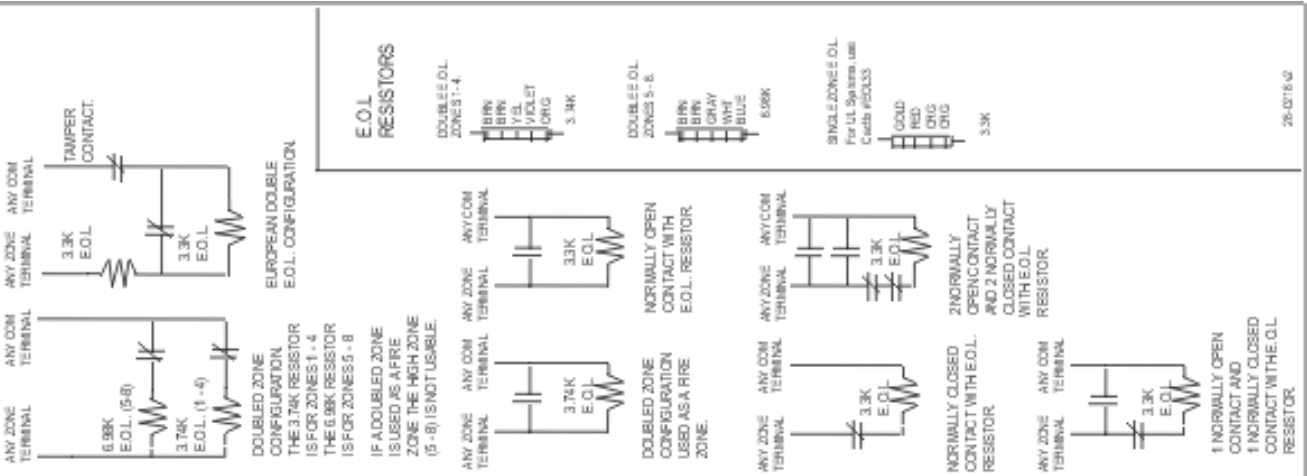 ANY ZONE
TERMINAL
ANY COM
TERMINAL
6.98K
E.O.L. (5-8)
3.74K
E.O.L. (1 - 4)
DOUBLED ZONE
CONFIGURATION.
THE 3.74K RESISTOR
IS FOR ZONES 1 - 4
THE 6.98K RESISTOR
IS FOR ZONES 5 - 8
IF A DOUBLED ZONE
IS USED AS A FIRE
ZONE THE HIGH ZONE
(5 - 8) IS NOT USABLE.
ANY ZONE
TERMINAL
ANY COM
TERMINAL
3.3K
E.O.L
TAMPER
CONTACT.
3.3K
E.O.L
EUROPEAN DOUBLE
E.O.L. CONFIGURATION.
ANY ZONE
TERMINAL
ANY COM
TERMINAL
3.74K
E.O.L
DOUBLED ZONE
CONFIGURATION
USED AS A FIRE
ZONE.
ANY ZONE
TERMINAL
ANY COM
TERMINAL
3.3K
E.O.L
NORMALLY OPEN
CONTACT WITH
E.O.L. RESISTOR.
ANY ZONE
TERMINAL
ANY COM
TERMINAL
3.3K
E.O.L
NORMALLY CLOSED
CONTACT WITH E.O.L.
RESISTOR.
ANY ZONE
TERMINAL
ANY COM
TERMINAL
3.3K
E.O.L
2 NORMALLY
OPEN CONTACT
AND 2 NORMALLY
CLOSED CONTACT
WITH E.O.L
RESISTOR.
ANY ZONE
TERMINAL
ANY COM
TERMINAL
3.3K
E.O.L
1 NORMALLY OPEN
CONTACT AND
1 NORMALLY CLOSED
CONTACT WITH E.O.L
RESISTOR.
E.O.L
RESISTORS
DOUBLE E.O.L.
ZONES 1 - 4.
BRN
BRN
YEL
VIOLET
ORG
3.74K
DOUBLE E.O.L.
ZONES 5 - 8.
BRN
BRN
GRAY
WHT
BLUE
6.98K
SINGLE ZONE E.O.L.
For UL Systems, use
Caddx #EOL33
GOLD
RED
ORG
ORG
3.3K
28-0218 v2